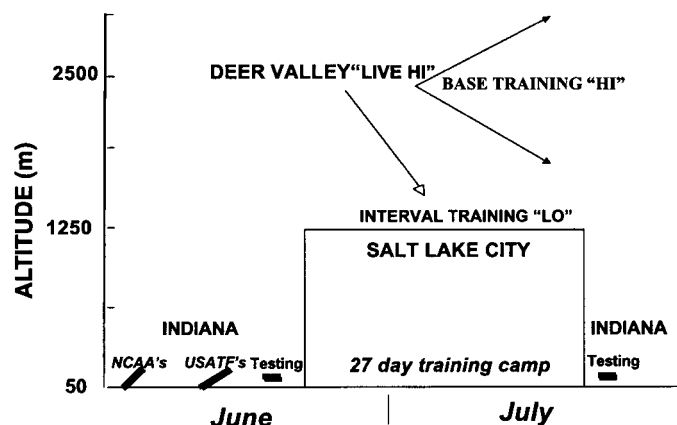 2500
DEER VALLEY“LIVE HI”
BASE TRAINING “HI”
ALTITUDE (m)
INTERVAL TRAINING “LO”
1250
SALT LAKE CITY
INDIANA
INDIANA
NCAA's USATF's Testing
27 day training camp
Testing
50
June
July